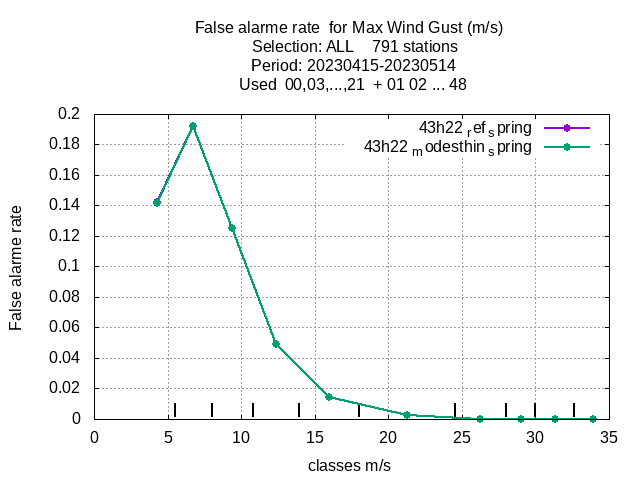 False alarme rate  for Max Wind Gust (m/s)
Selection: ALL    791 stations
Period: 20230415-20230514
Used  00,03,...,21  + 01 02 ... 48
43h22 ref spring
43h22 modesthin spring
False alarme rate
0.2
0.18
0.16
0.14
0.12
0.1
0.08
0.06
0.04
0.02
0
0 5 10 15 20 25 30 35
classes m/s